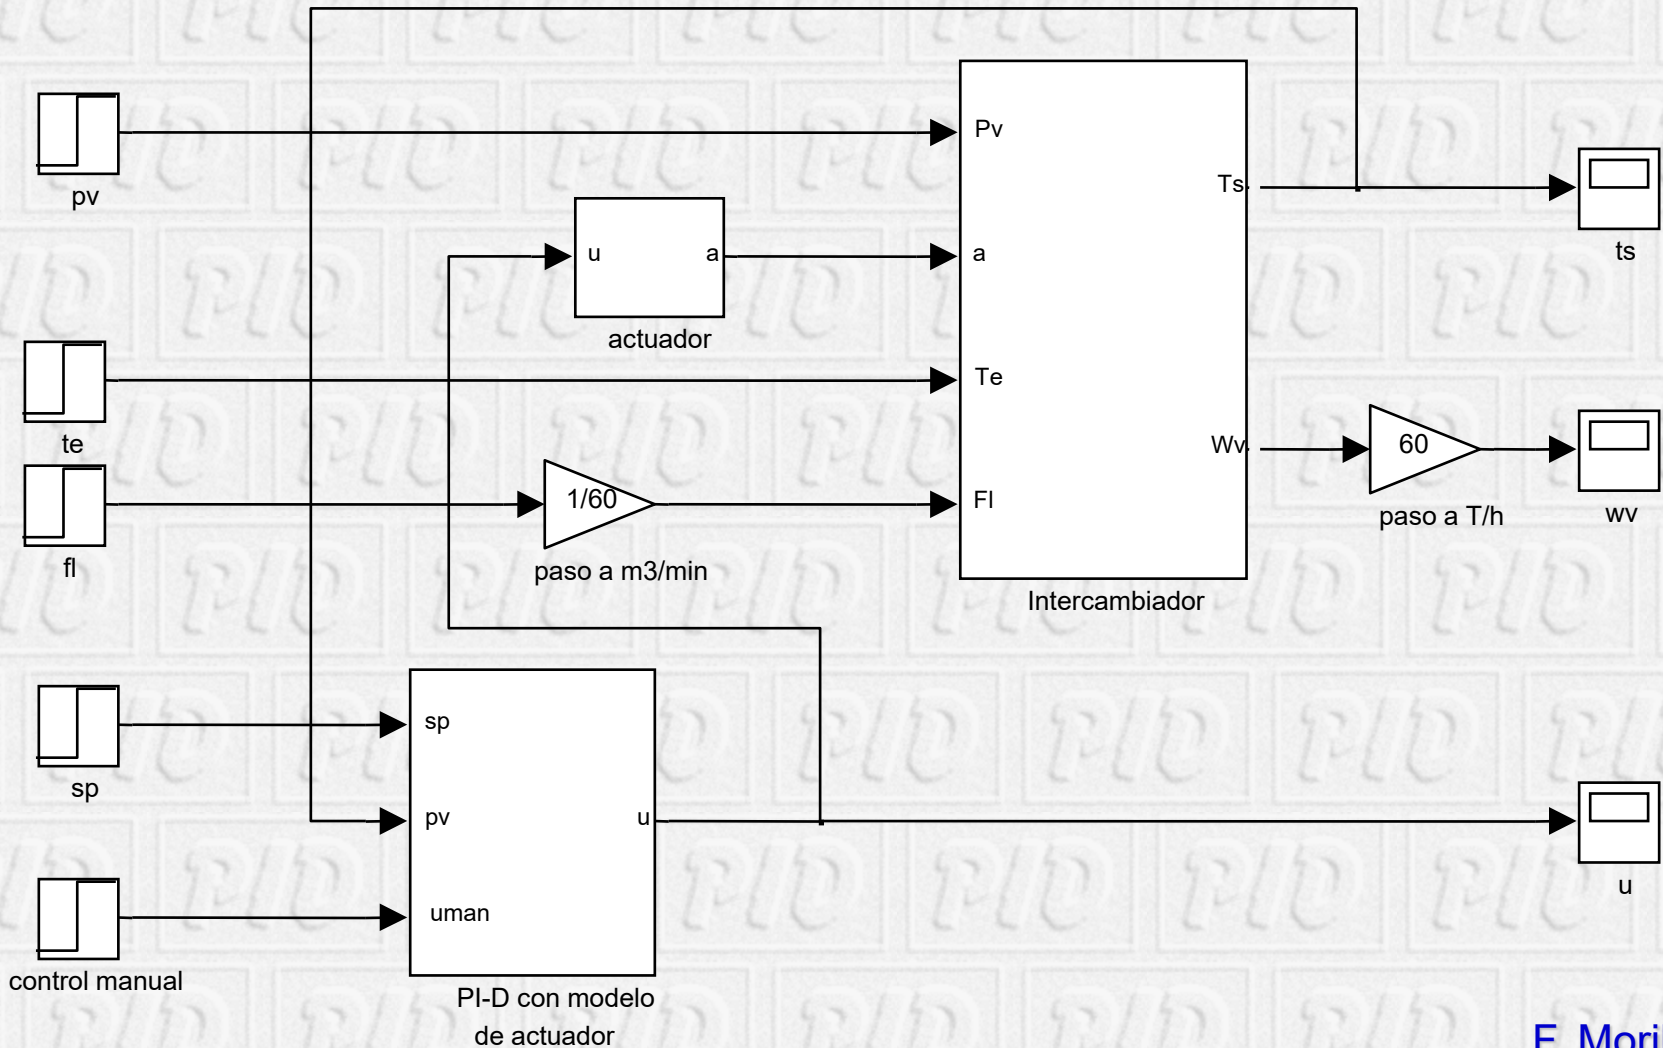 Pv
pv
Ts
ts
u
a
a
actuador
Te
te
Wv
60
wv
paso a T/h
Fl
1/60
fl
paso a m3/min
Intercambiador
sp
sp
pv
u
u
uman
control manual
PI-D con modelo
de actuador